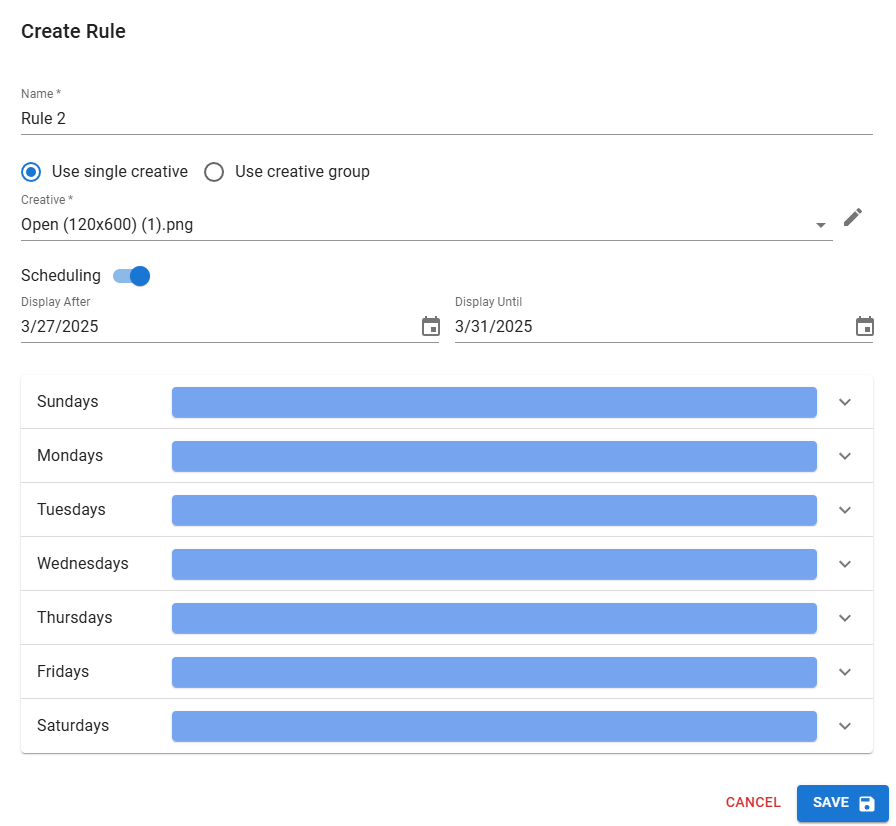 Create Rule
Name *
Rule 2
Use single creative Use creative group
Creative *
Open (120x600) (1).png
Scheduling
Display After Display Until
3/27/2025 3/31/2025
Sundays
Mondays
Tuesdays
Wednesdays
Thursdays
Fridays
Saturdays
CANCEL SAVE